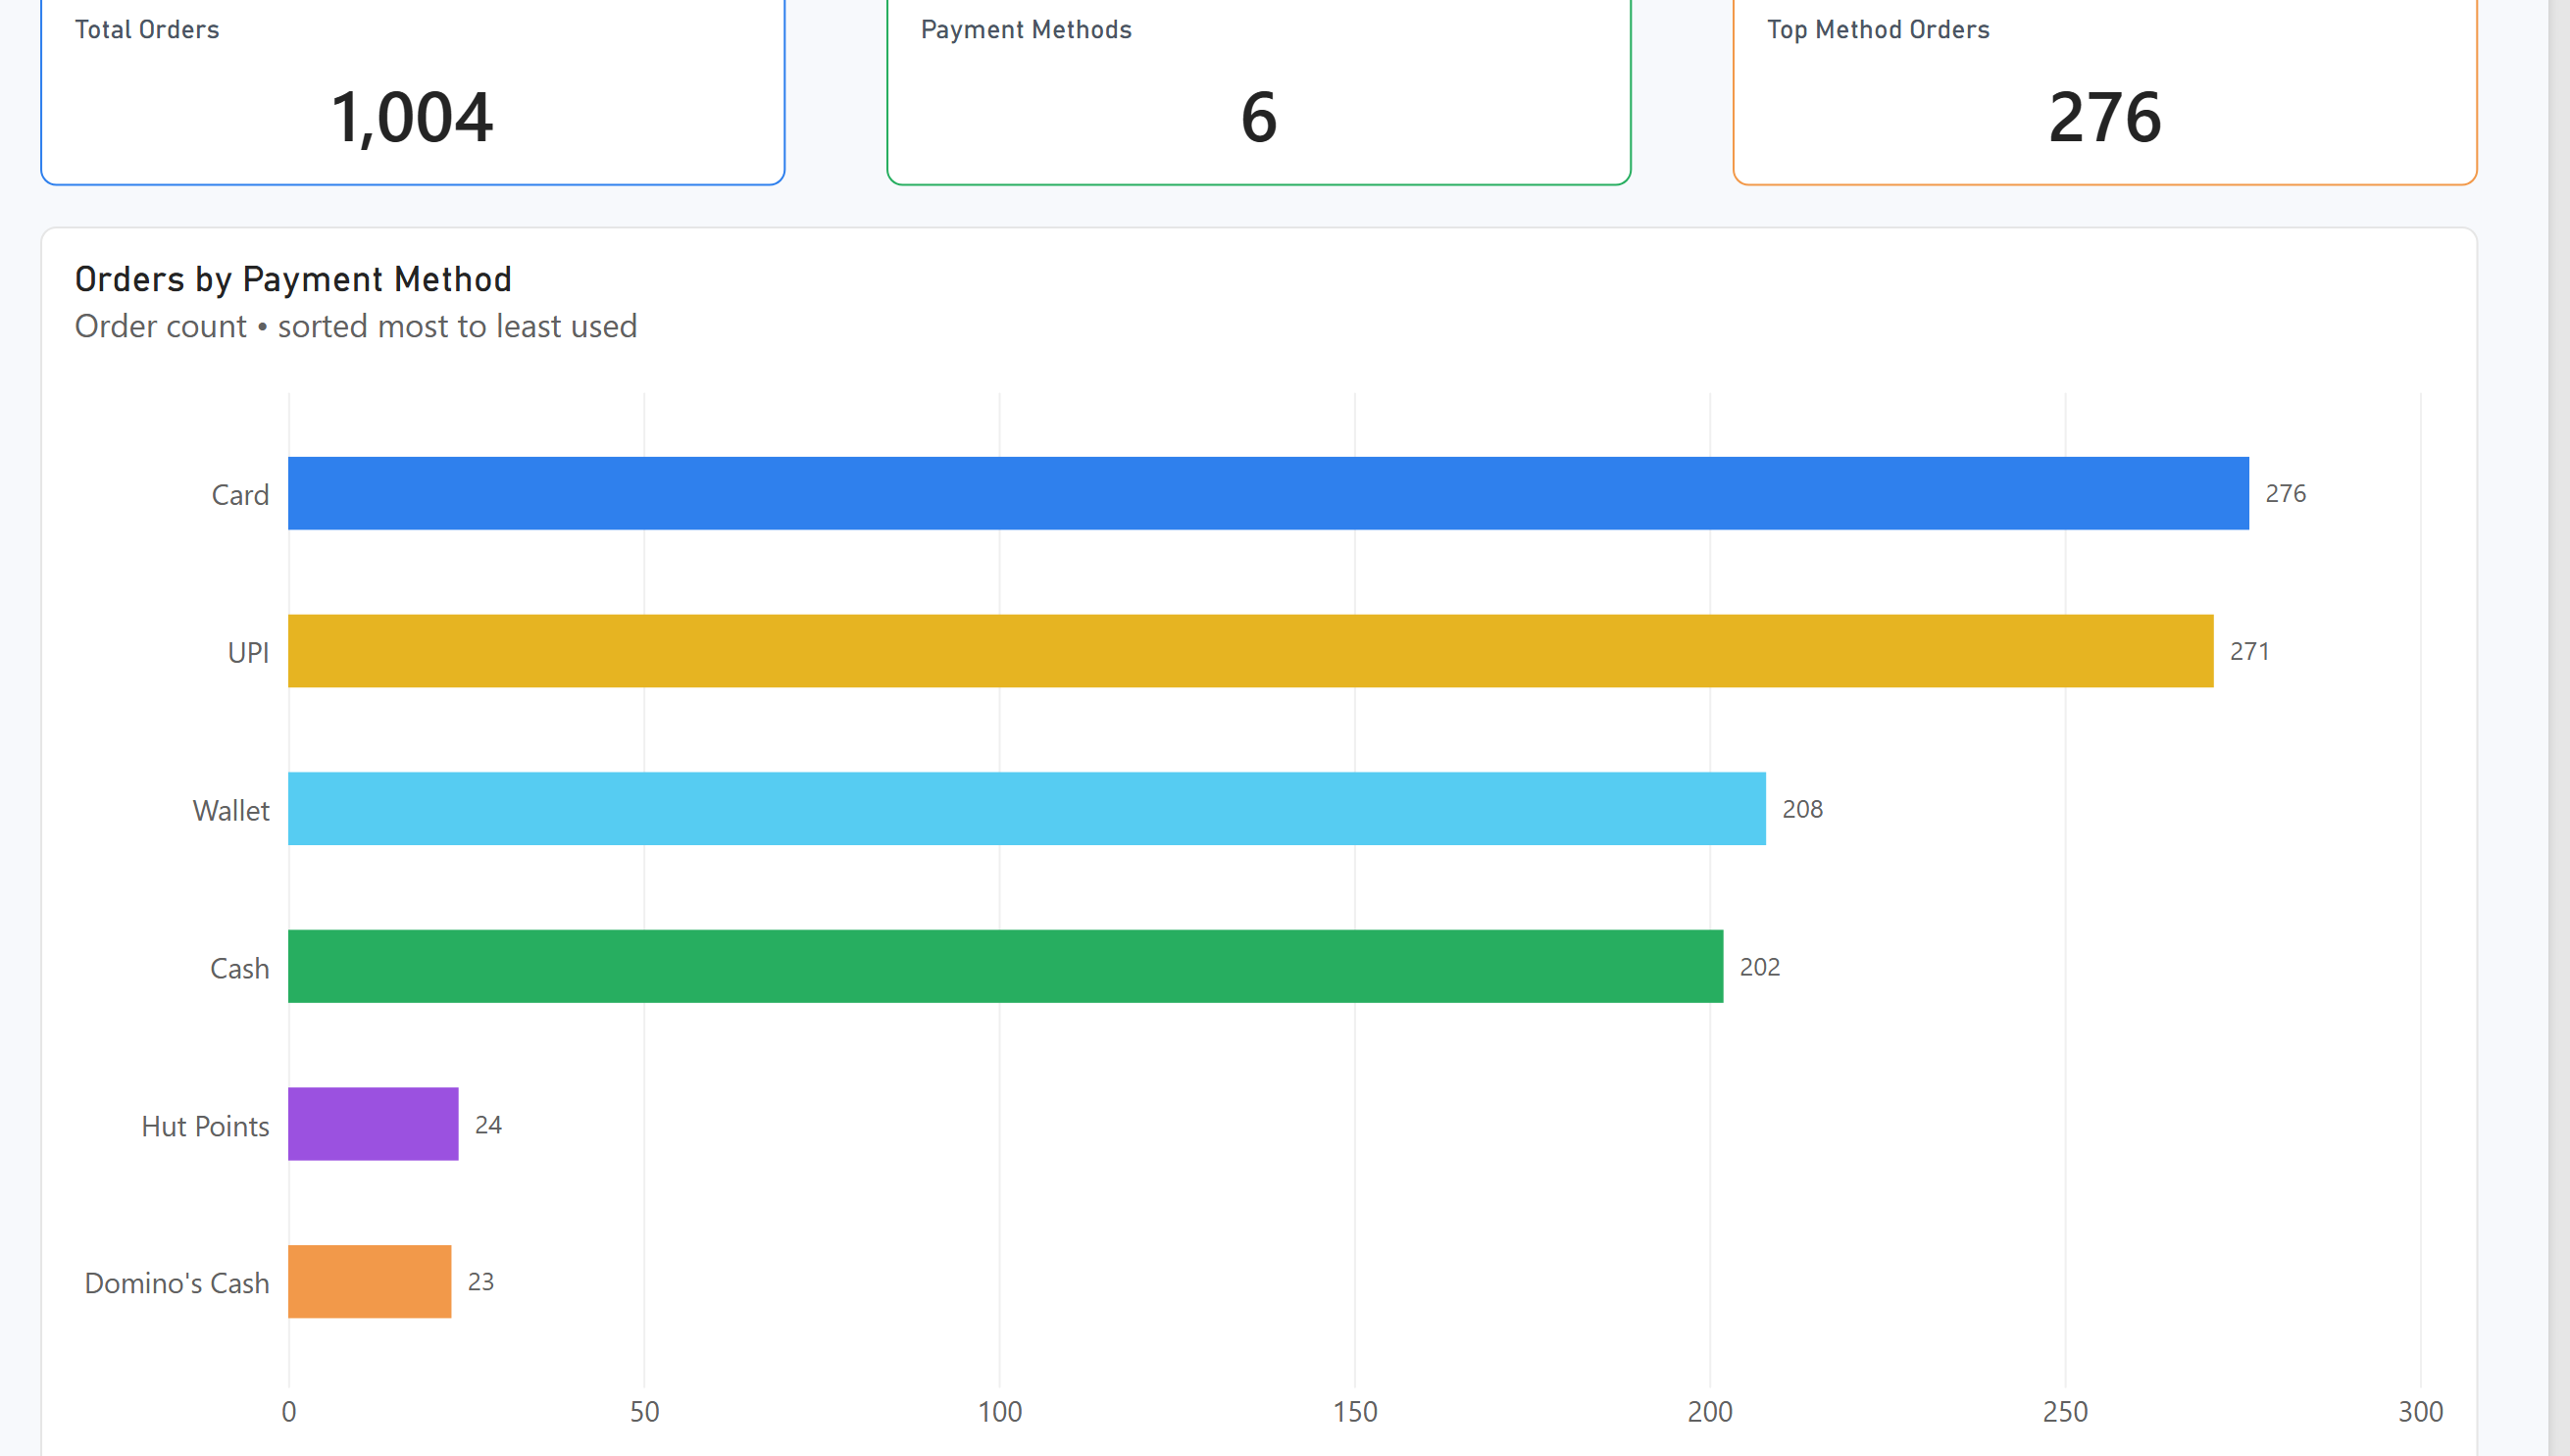 Total Orders
1,004
Payment Methods
6
Top Method Orders
276
Orders by Payment Method
Order count • sorted most to least used
Card 276
UPI 271
Wallet 208
Cash 202
Hut Points 24
Domino's Cash 23
0 50 100 150 200 250 300